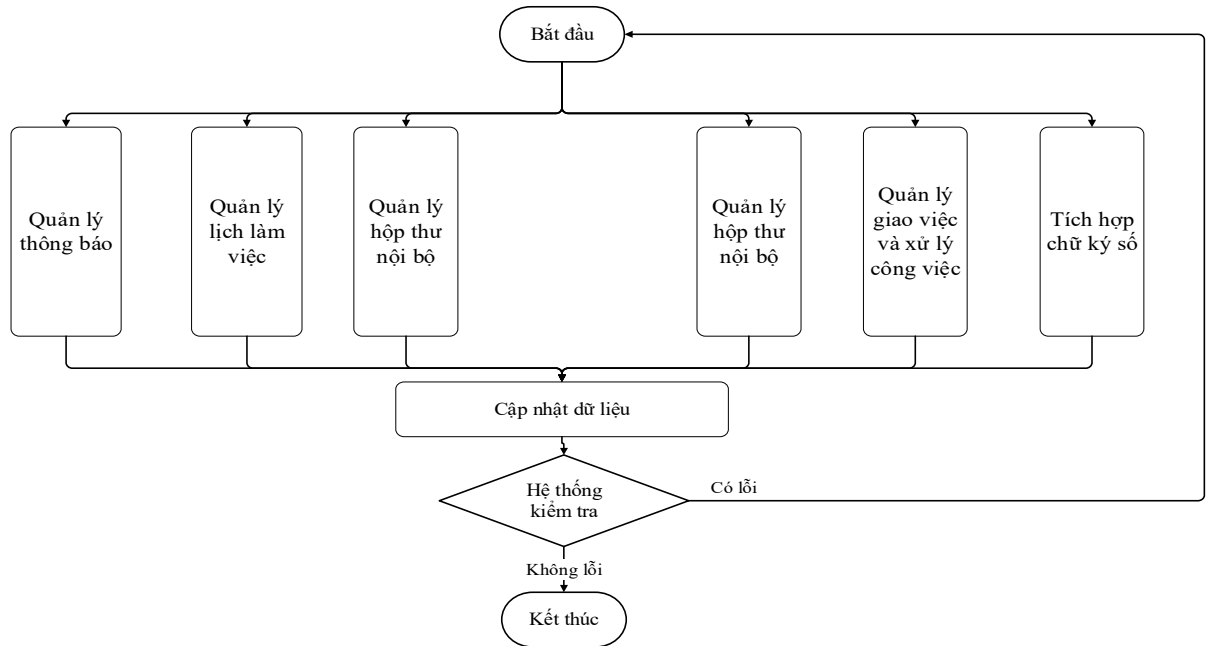 Bắt đầu
Quản lý
thông báo
Quản lý
lịch làm
việc
Quản lý
hộp thư
nội bộ
Quản lý
hộp thư
nội bộ
Quản lý
giao việc
và xử lý
công việc
Tích hợp
chữ ký số
Cập nhật dữ liệu
Hệ thống
kiểm tra
Có lỗi
Không lỗi
Kết thúc